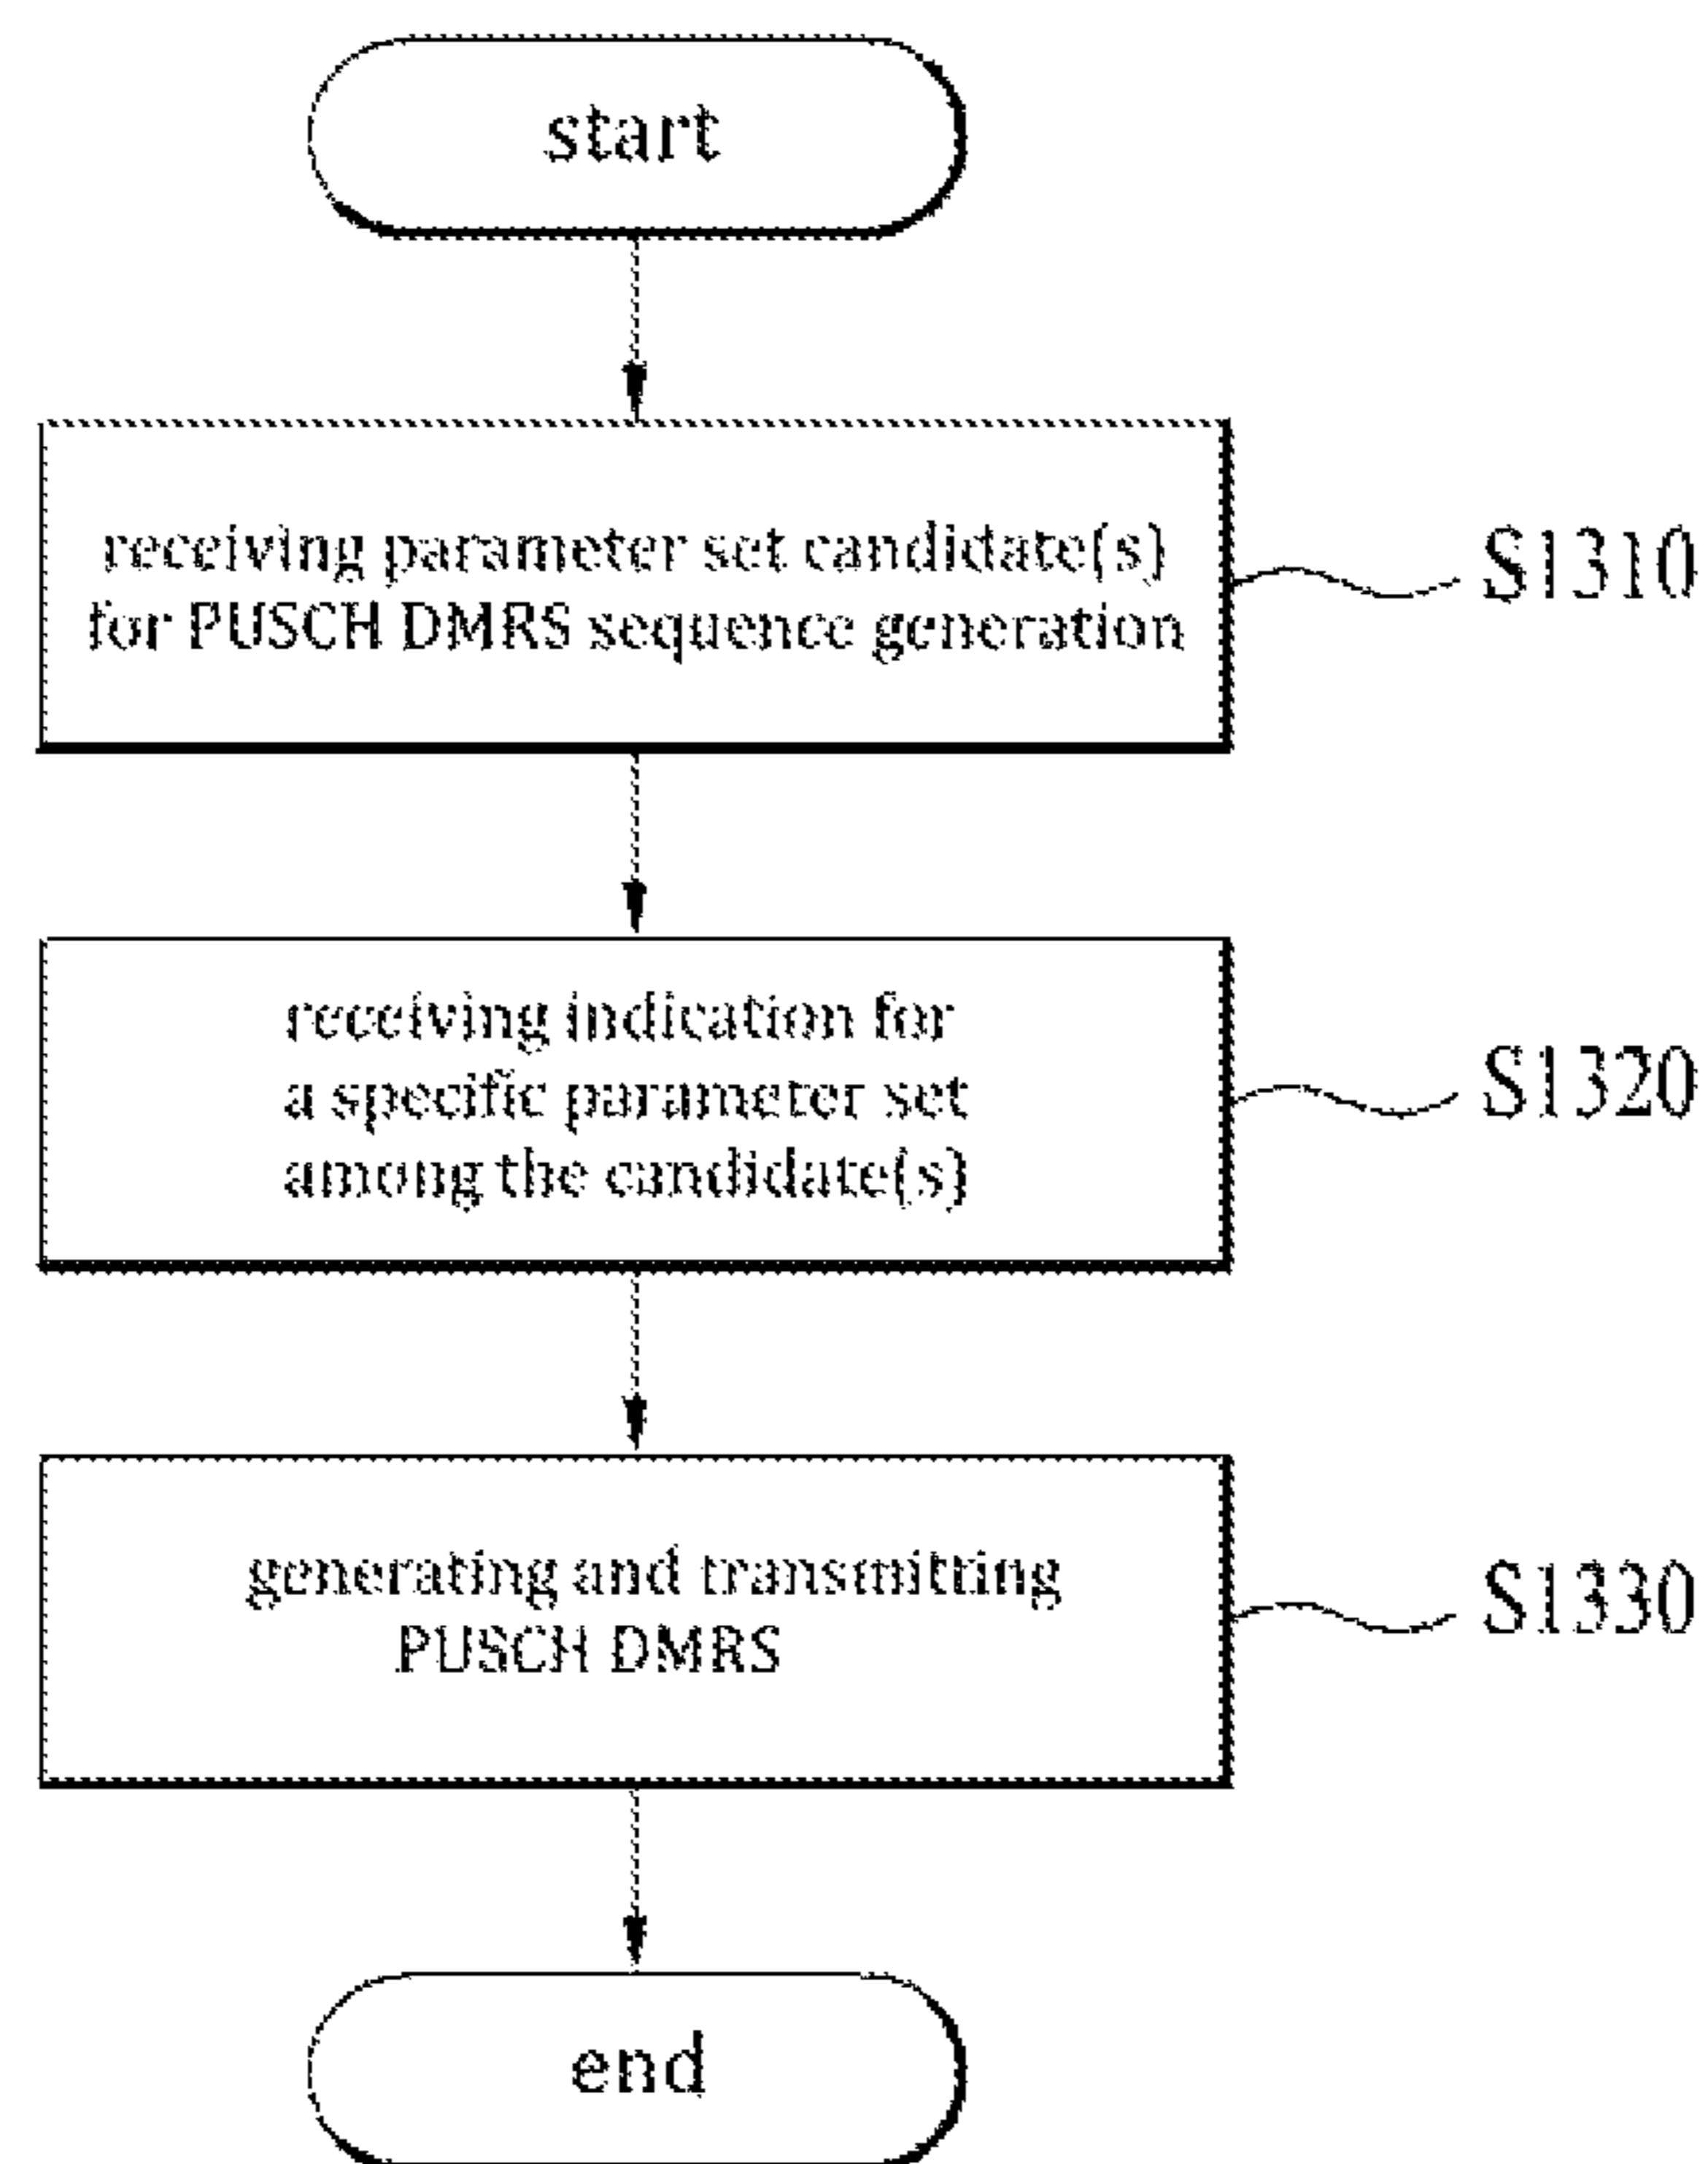 start
receiving parameter set candidate(s)
for PUSCH DMRS sequence generation
S1310
receiving indication for
a specific parameter set
among the candidate(s)
S1320
generating and transmitting
PUSCH DMRS
S1330
end